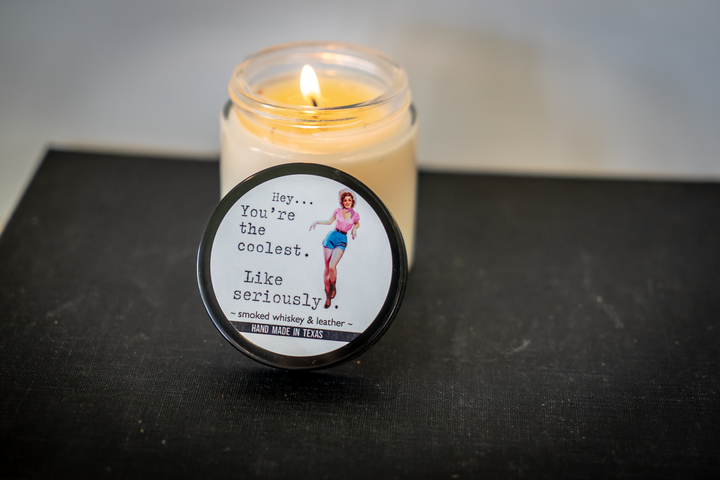 Hey...
You're
the
coolest.
Like
seriously.
~ smoked whiskey & leather ~
HAND MADE IN TEXAS